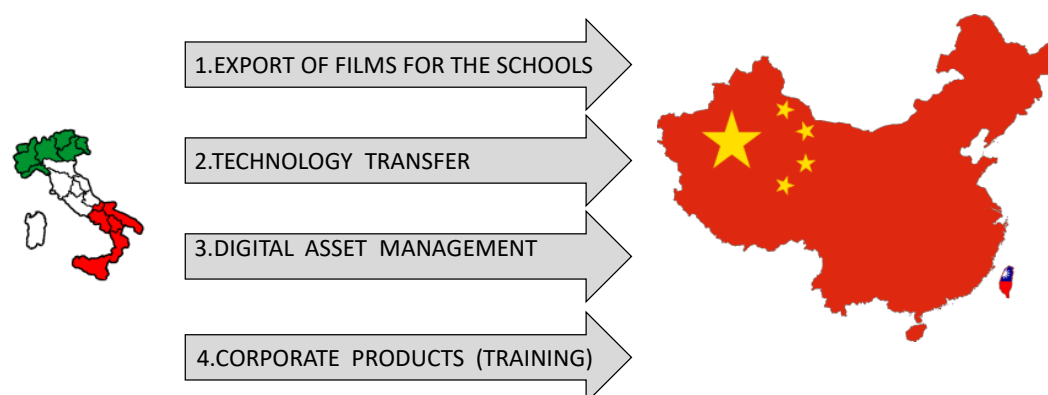 1.EXPORT OF FILMS FOR THE SCHOOLS
2.TECHNOLOGY TRANSFER
3.DIGITAL ASSET MANAGEMENT
4.CORPORATE PRODUCTS (TRAINING)